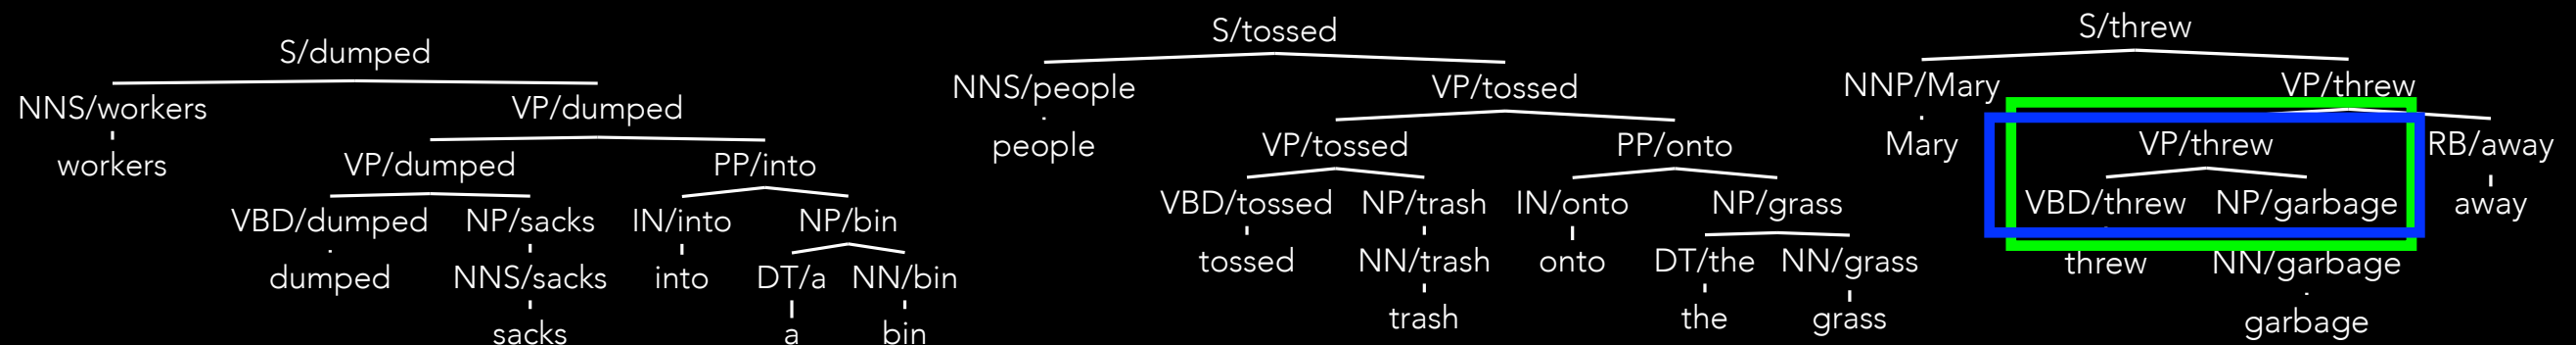 S/dumped
NNS/workers VP/dumped
workers VP/dumped PP/into
VBD/dumped NP/sacks IN/into NP/bin
dumped NNS/sacks into DT/a NN/bin
sacks a bin
S/tossed
NNS/people VP/tossed
people VP/tossed PP/onto
VBD/tossed NP/trash IN/onto NP/grass
tossed NN/trash onto DT/the NN/grass
trash the grass
S/threw
NNP/Mary VP/threw
Mary VP/threw RB/away
VBD/threw NP/garbage away
threw NN/garbage
garbage